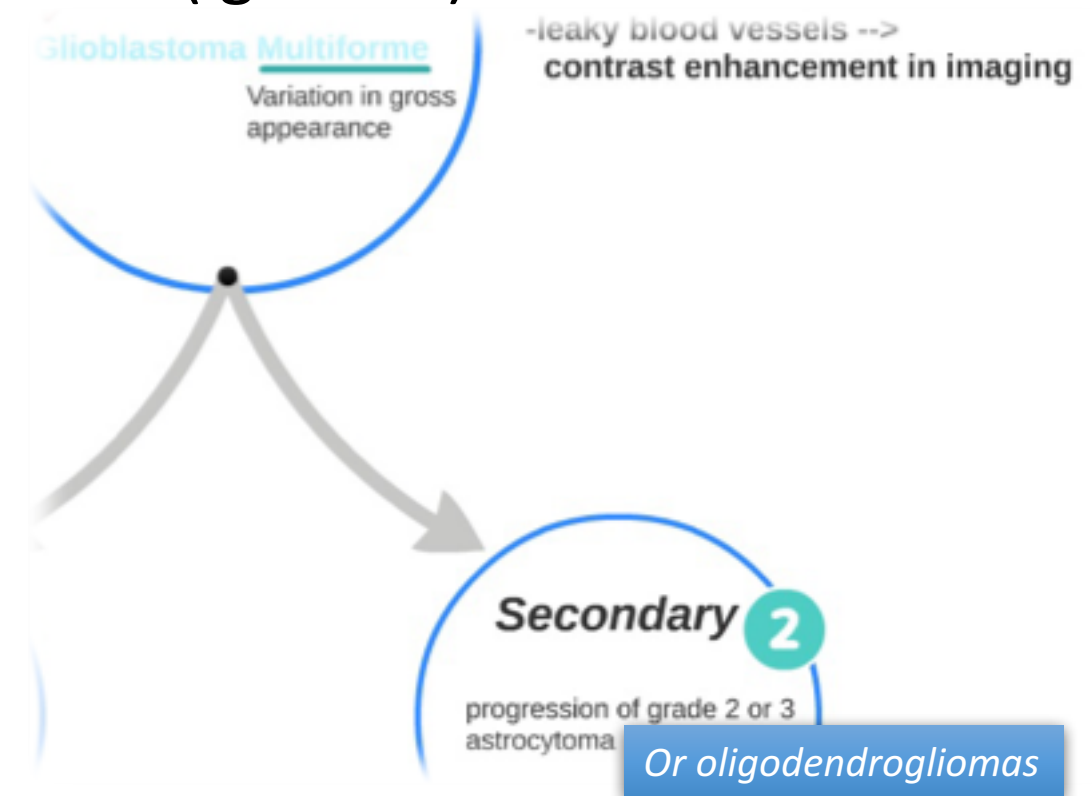 Glioblastoma Multiforme
Variation in gross
appearance
-leaky blood vessels -->
contrast enhancement in imaging
Secondary
2
progression of grade 2 or 3
astrocytoma
Or oligodendrogliomas